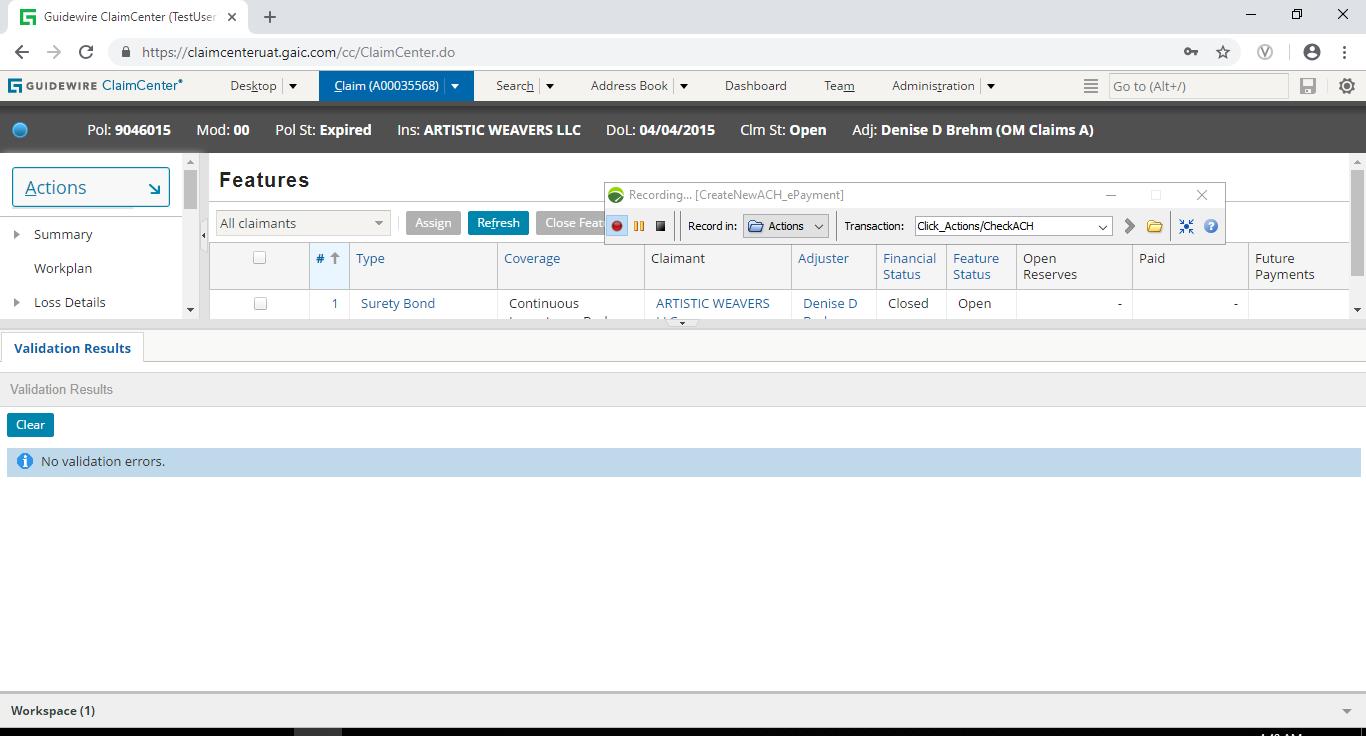 Guidewire ClaimCenter (TestUser
https://claimcenteruat.gaic.com/cc/ClaimCenter.do
GUIDEWIRE ClaimCenter Desktop Claim (A00035568) Search Address Book Dashboard Team Administration Go to (Alt+/)
Pol: 9046015 Mod: 00 Pol St: Expired Ins: ARTISTIC WEAVERS LLC DoL: 04/04/2015 Clm St: Open Adj: Denise D Brehm (OM Claims A)
Actions
Summary
Workplan
Loss Details
Features
Recording... [CreateNewACH_ePayment]
Record in: Actions Transaction: Click_Actions/CheckACH
All claimants Assign Refresh Close Feat
# Type Coverage Claimant Adjuster Financial Status Feature Status Open Reserves Paid Future Payments
1 Surety Bond Continuous ARTISTIC WEAVERS Denise D Closed Open - -
Validation Results
Validation Results
Clear
No validation errors.
Workspace (1)